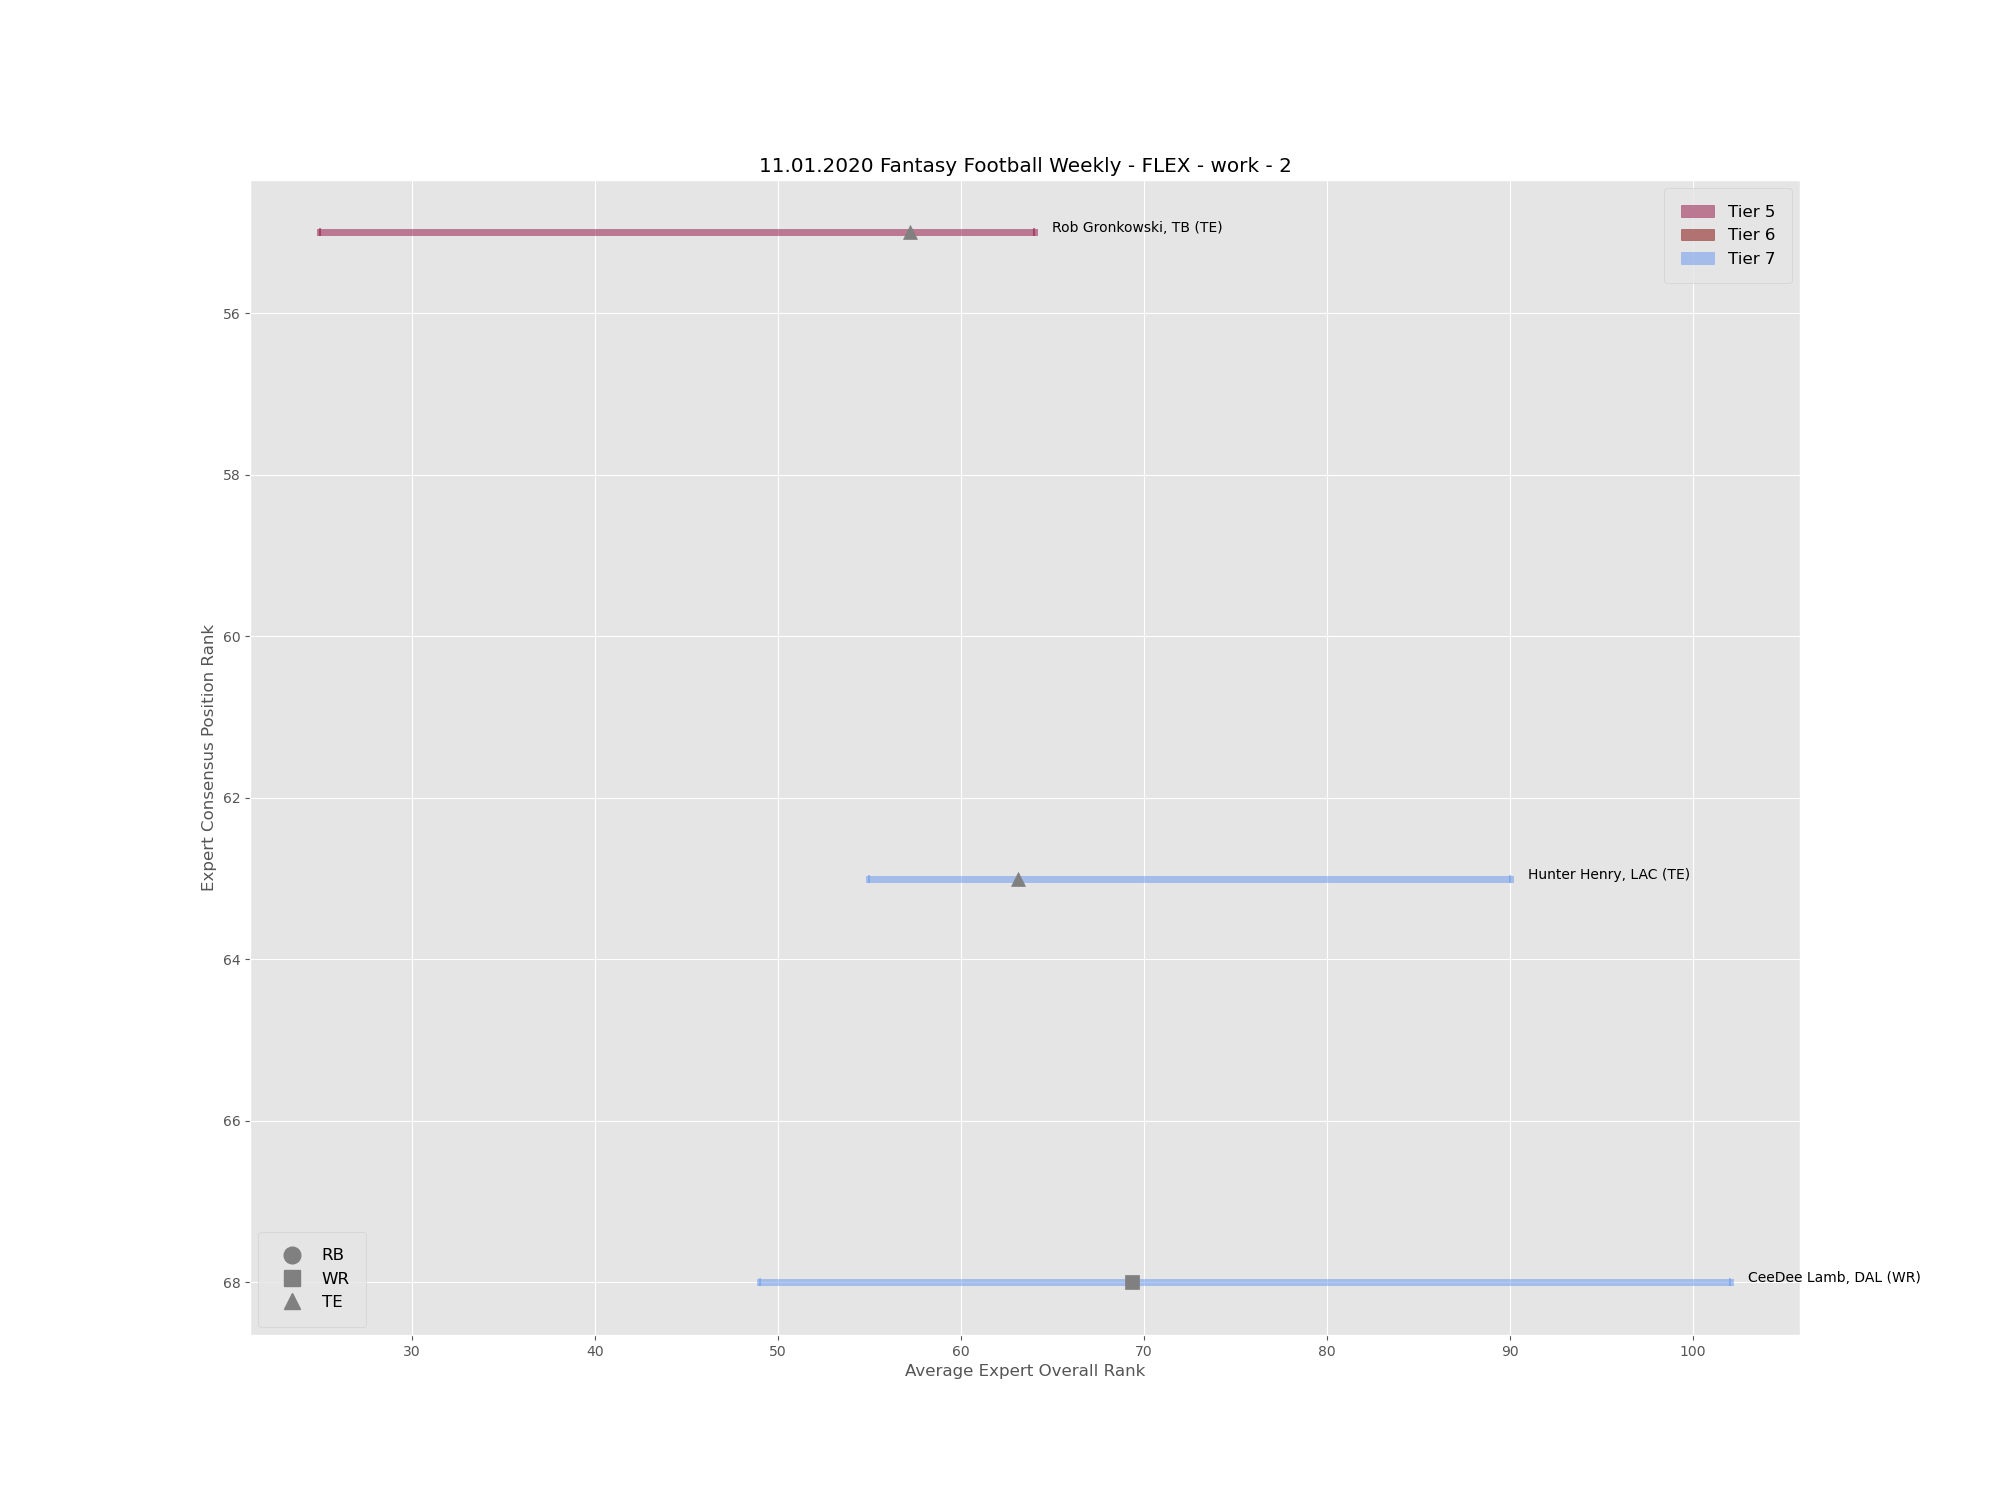 11.01.2020 Fantasy Football Weekly - FLEX - work - 2
Rob Gronkowski, TB (TE)
Tier 5
Tier 6
Tier 7
56
58
60
62
64
66
68
Expert Consensus Position Rank
Hunter Henry, LAC (TE)
CeeDee Lamb, DAL (WR)
RB
WR
TE
30 40 50 60 70 80 90 100
Average Expert Overall Rank